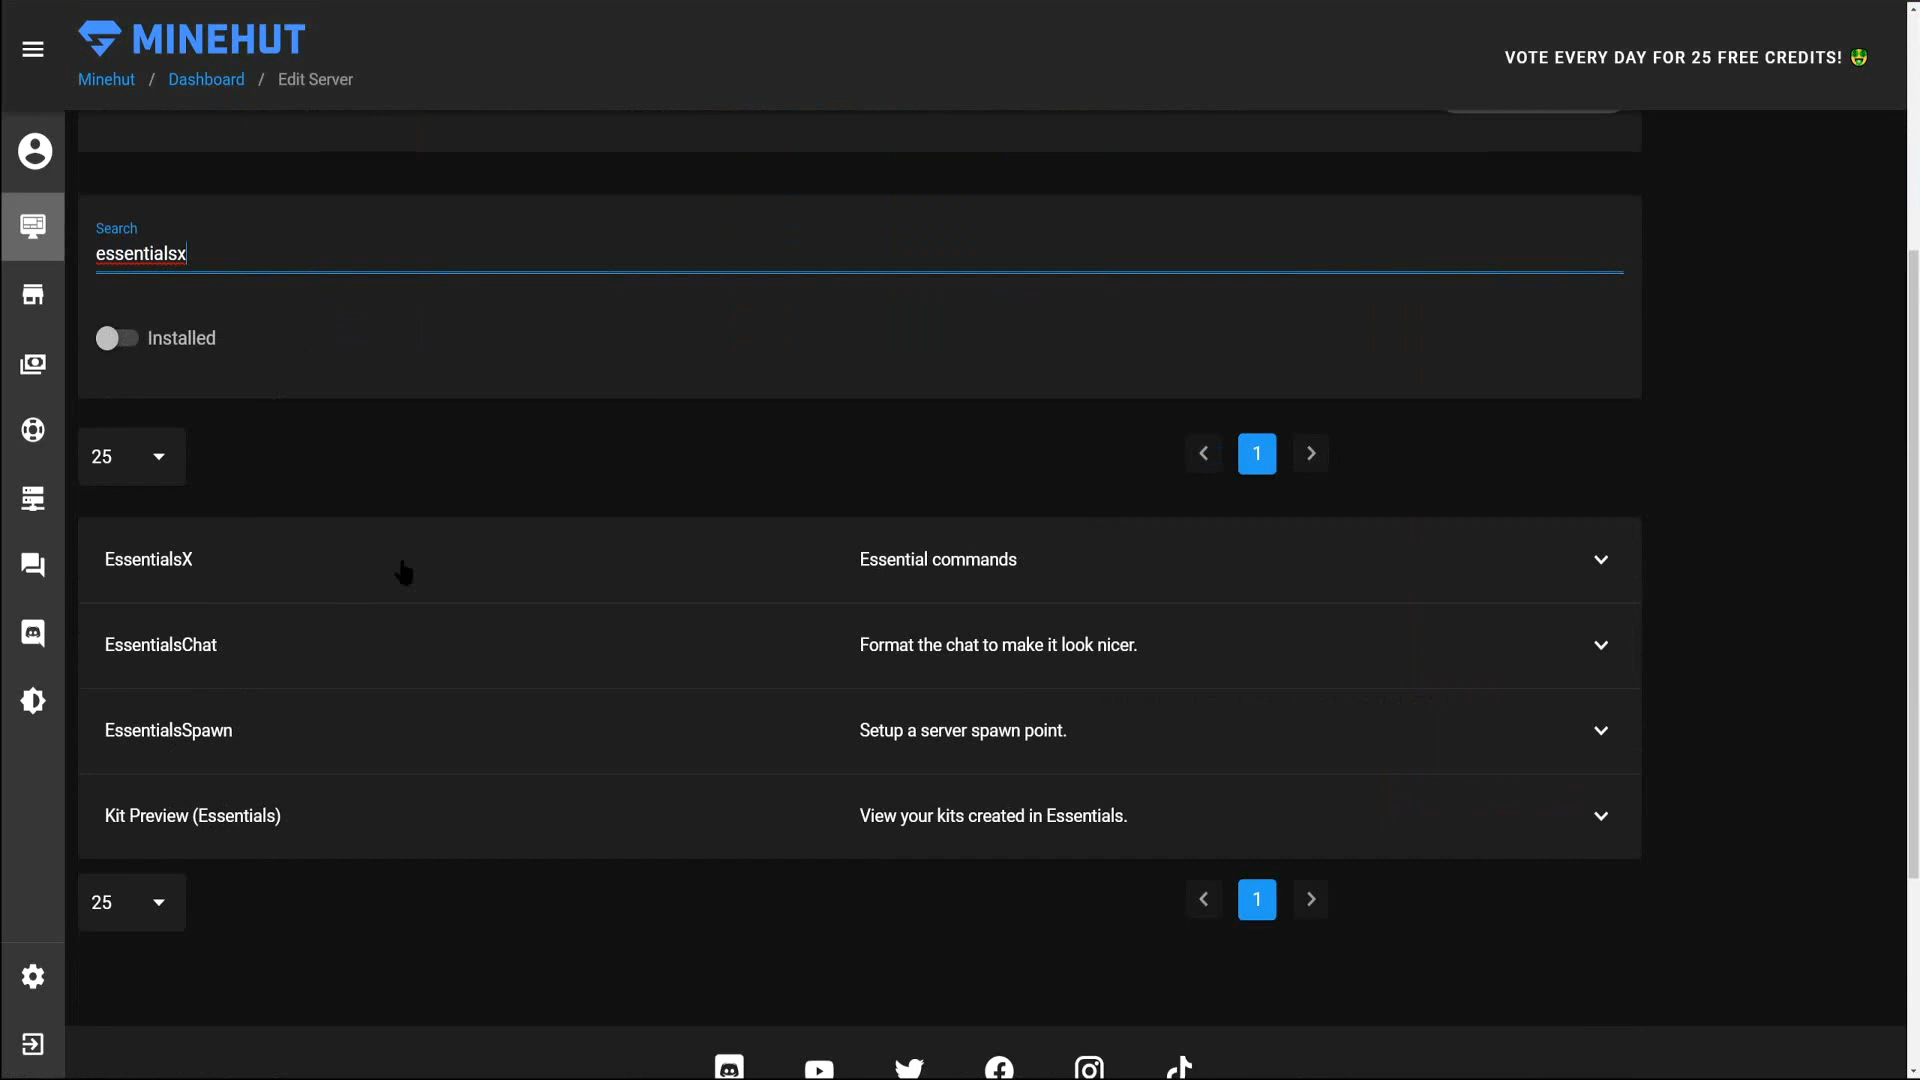 MINEHUT
Minehut / Dashboard / Edit Server
VOTE EVERY DAY FOR 25 FREE CREDITS! 🤑
Search
essentialsx
Installed
25
1
EssentialsX Essential commands
EssentialsChat Format the chat to make it look nicer.
EssentialsSpawn Setup a server spawn point.
Kit Preview (Essentials) View your kits created in Essentials.
25
1